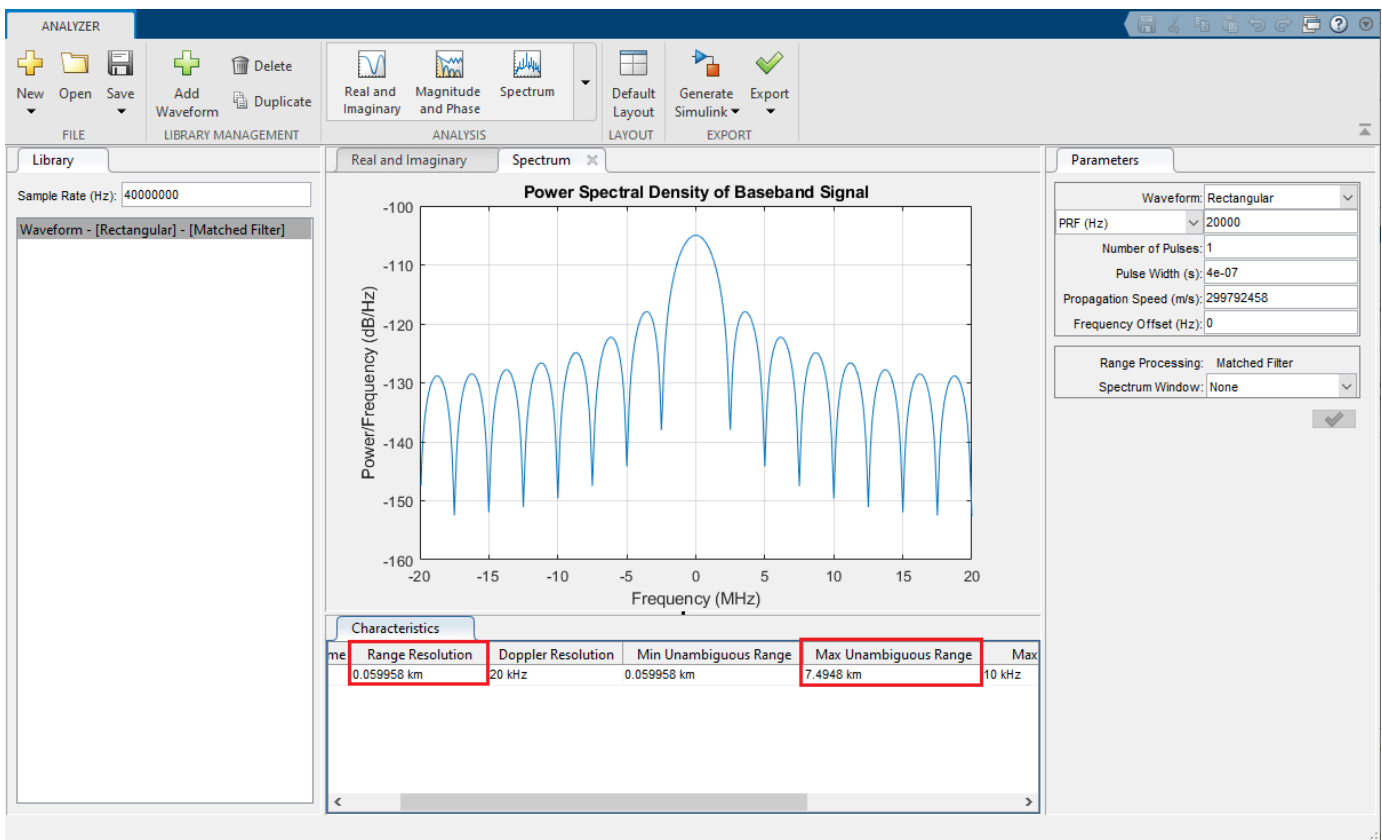 ANALYZER
New
Open
Save
Add
Waveform
Delete
Duplicate
Real and
Imaginary
Magnitude
and Phase
Spectrum
Default
Layout
Generate
Simulink
Export
FILE
LIBRARY MANAGEMENT
ANALYSIS
LAYOUT
EXPORT
Library
Sample Rate (Hz): 40000000
Waveform - [Rectangular] - [Matched Filter]
Real and Imaginary
Spectrum
Power Spectral Density of Baseband Signal
Power/Frequency (dB/Hz)
-100
-110
-120
-130
-140
-150
-160
-20 -15 -10 -5 0 5 10 15 20
Frequency (MHz)
Characteristics
me Range Resolution Doppler Resolution Min Unambiguous Range Max Unambiguous Range Max
0.059958 km 20 kHz 0.059958 km 7.4948 km 10 kHz
Parameters
Waveform: Rectangular
PRF (Hz) 20000
Number of Pulses: 1
Pulse Width (s): 4e-07
Propagation Speed (m/s): 299792458
Frequency Offset (Hz): 0
Range Processing: Matched Filter
Spectrum Window: None